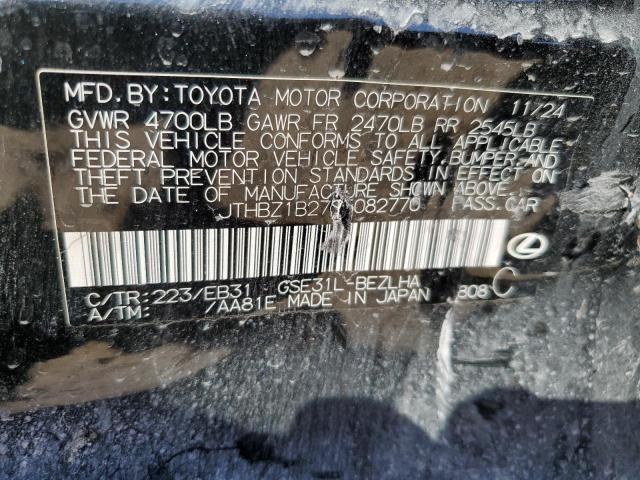 MFD. BY: TOYOTA MOTOR CORPORATION 11/24
GVWR 4700LB GAWR FR 2470LB RR 2545LB
THIS VEHICLE CONFORMS TO ALL APPLICABLE
FEDERAL MOTOR VEHICLE SAFETY, BUMPER, AND
THEFT PREVENTION STANDARDS IN EFFECT ON
THE DATE OF MANUFACTURE SHOWN ABOVE.
PASS.CAR
C/TR:223/EB31 GSE31L-BEZLHA
A/TM: /AA81E MADE IN JAPAN 808 C